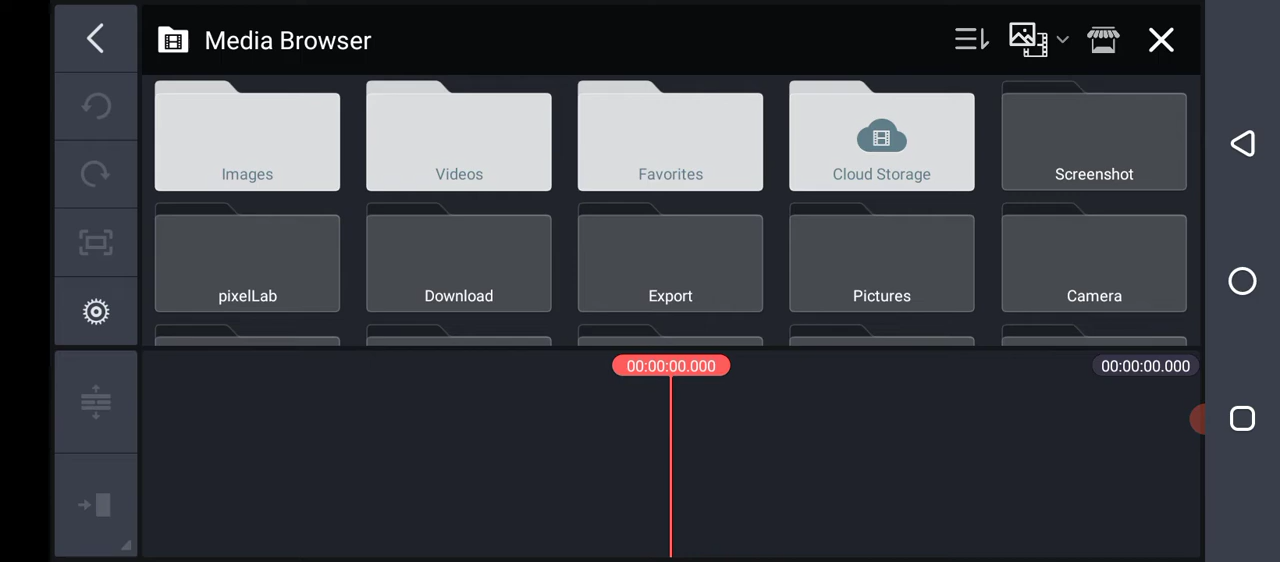 Media Browser
Images
Videos
Favorites
Cloud Storage
Screenshot
pixelLab
Download
Export
Pictures
Camera
00:00:00.000
00:00:00.000